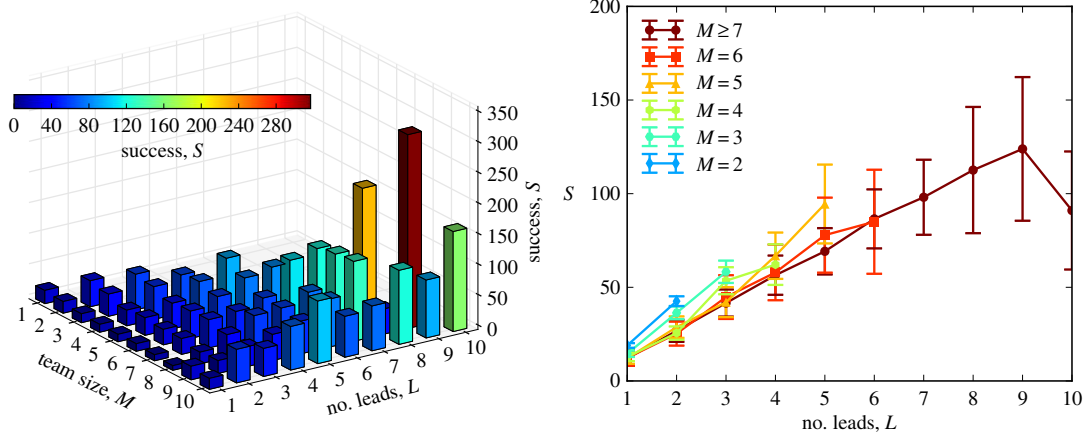 0 40 80 120 160 200 240 280
success, S
350
300
250
200
150
100
50
0
success, S
1 2 3 4 5 6 7 8 9 10
team size, M
1 2 3 4 5 6 7 8 9 10
no. leads, L
200
150
100
50
0
S
M ≥ 7
M = 6
M = 5
M = 4
M = 3
M = 2
1 2 3 4 5 6 7 8 9 10
no. leads, L